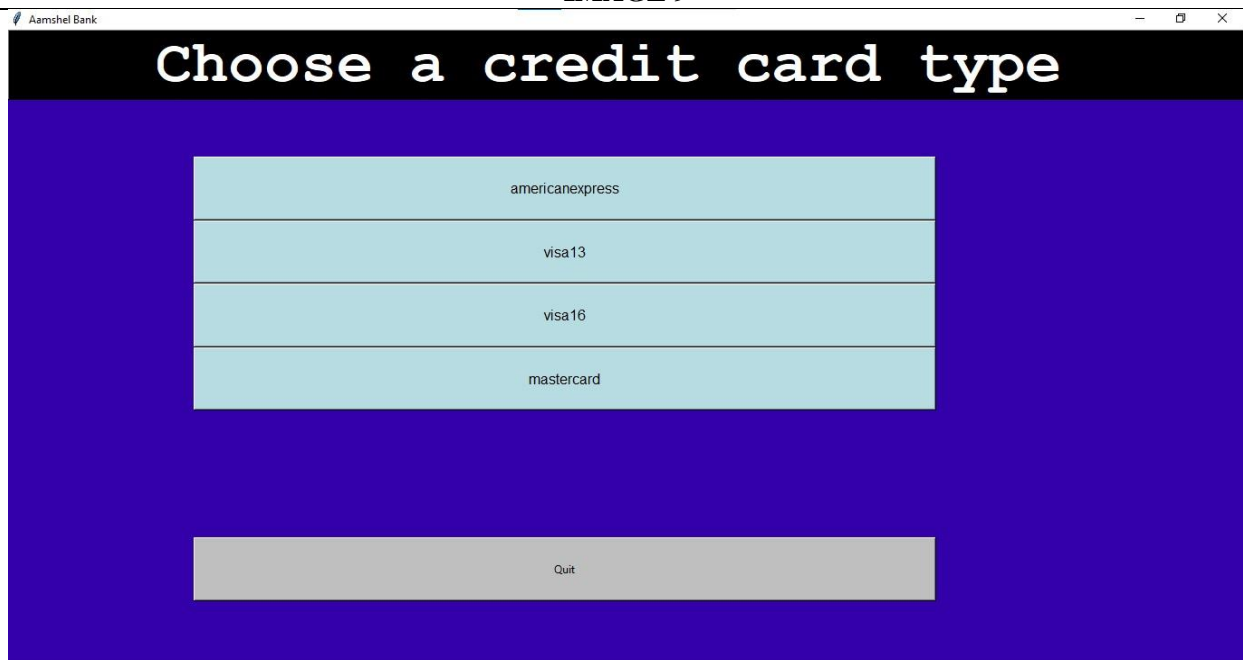 Aamshel Bank
Choose a credit card type
americanexpress
visa13
visa16
mastercard
Quit